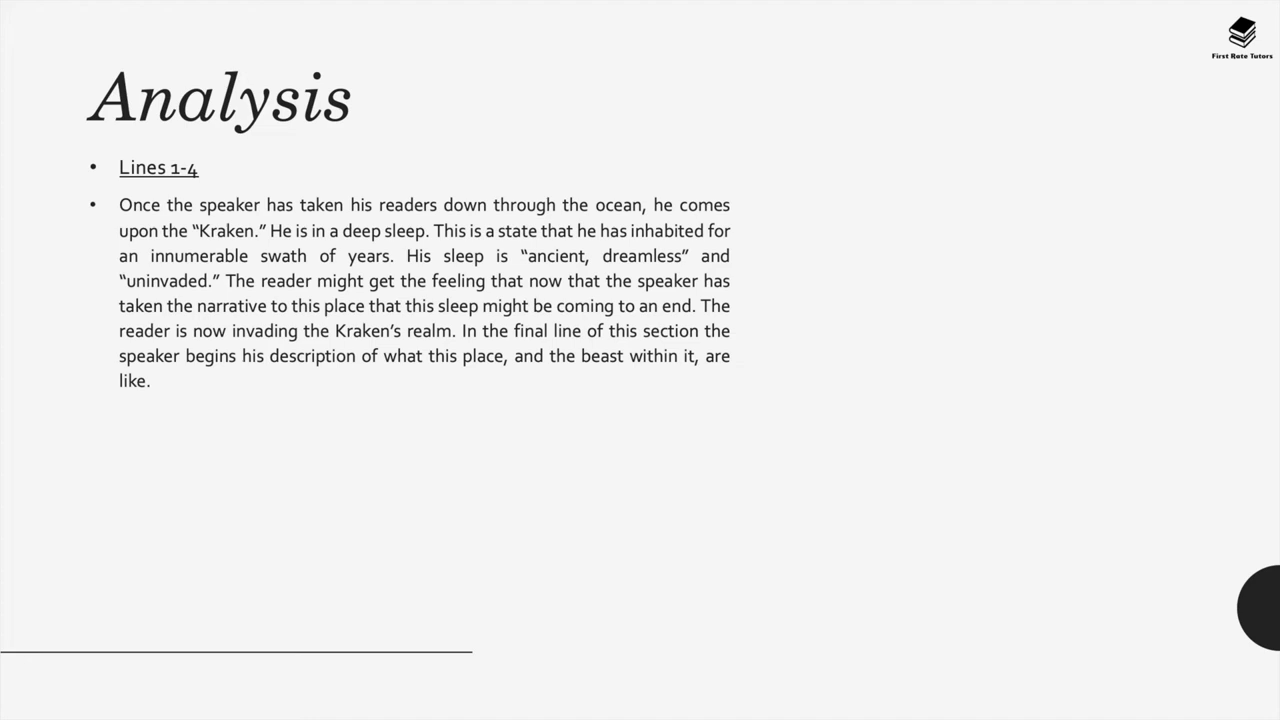 First Rate Tutors
Analysis
• Lines 1-4
• Once the speaker has taken his readers down through the ocean, he comes
upon the “Kraken.” He is in a deep sleep. This is a state that he has inhabited for
an innumerable swath of years. His sleep is “ancient, dreamless” and
“uninvaded.” The reader might get the feeling that now that the speaker has
taken the narrative to this place that this sleep might be coming to an end. The
reader is now invading the Kraken’s realm. In the final line of this section the
speaker begins his description of what this place, and the beast within it, are
like.